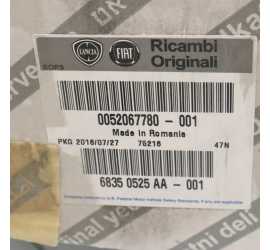 LANCIA
FIAT
Ricambi
Originali
0052067780 - 001
Made in Romania
PKG 2016/07/27 75216 47N
6835 0525 AA - 001